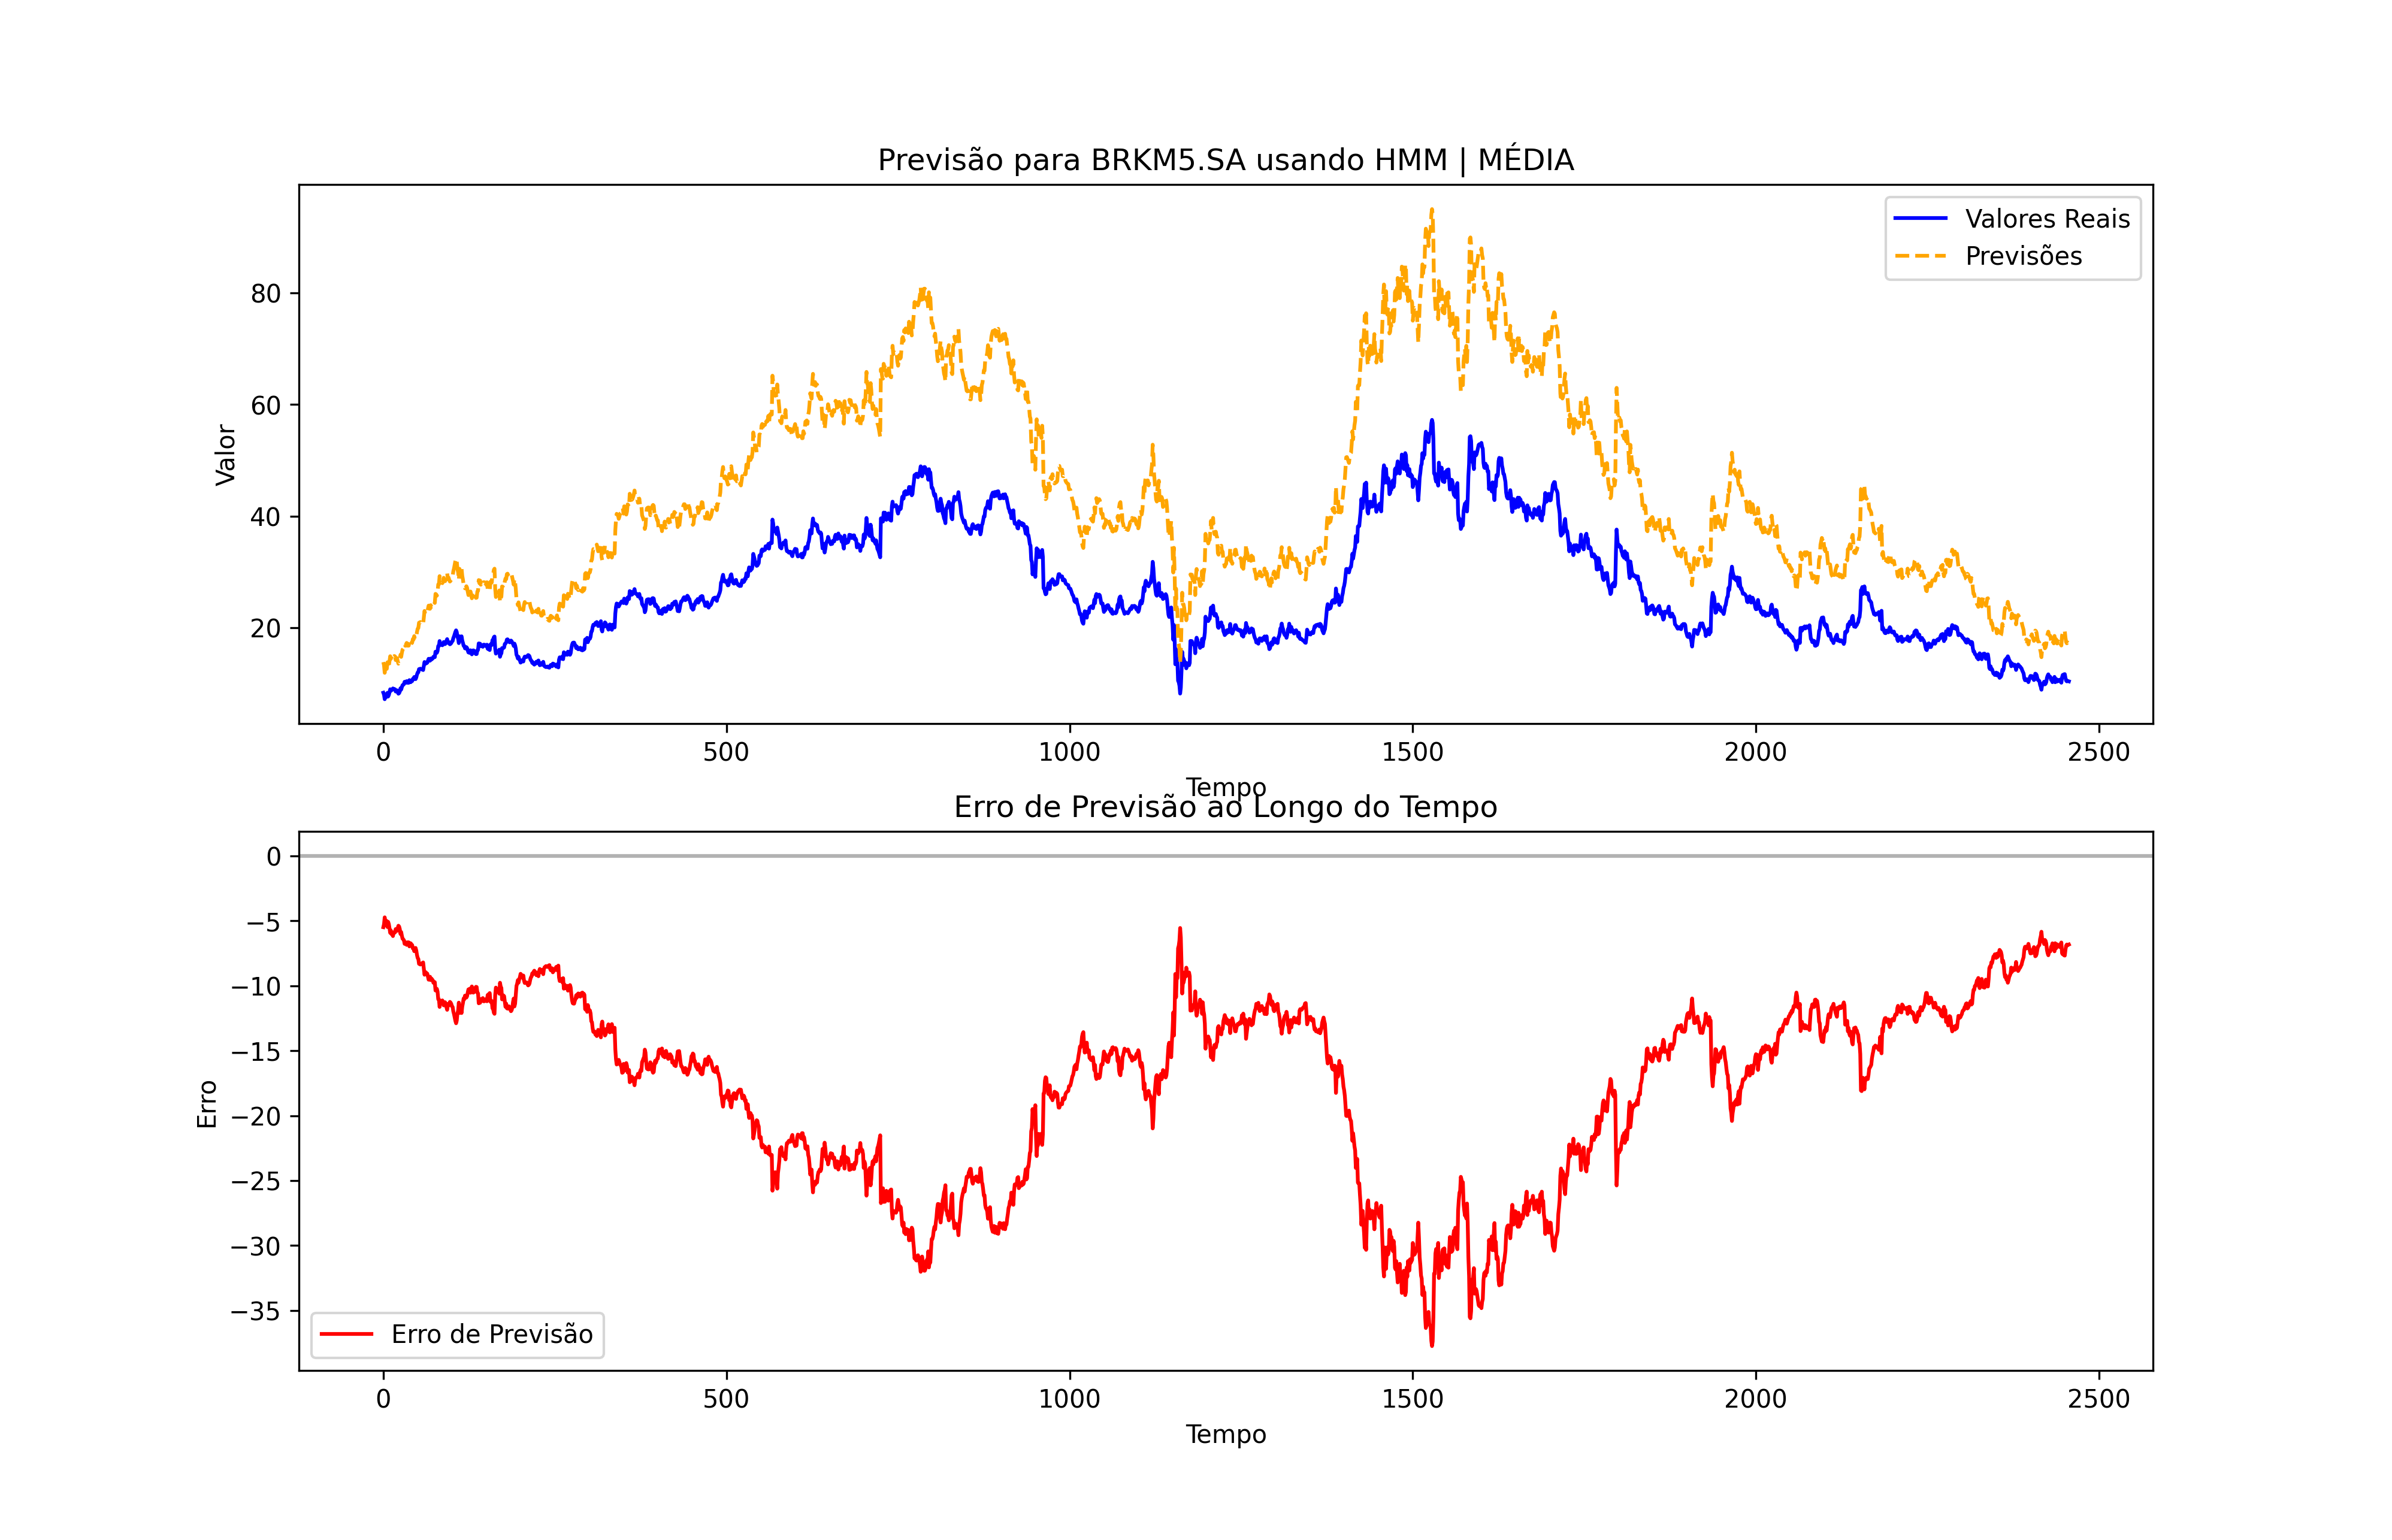 Previsão para BRKM5.SA usando HMM | MÉDIA
Valores Reais
Previsões
Valor
80
60
40
20
0 500 1000 1500 2000 2500
Tempo
Erro de Previsão ao Longo do Tempo
Erro
0
−5
−10
−15
−20
−25
−30
−35
Erro de Previsão
0 500 1000 1500 2000 2500
Tempo